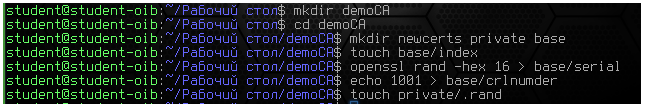 student@student-oib:~/Рабочий стол$ mkdir demoCA
student@student-oib:~/Рабочий стол$ cd demoCA
student@student-oib:~/Рабочий стол/demoCA$ mkdir newcerts private base
student@student-oib:~/Рабочий стол/demoCA$ touch base/index
student@student-oib:~/Рабочий стол/demoCA$ openssl rand -hex 16 > base/serial
student@student-oib:~/Рабочий стол/demoCA$ echo 1001 > base/crlnumder
student@student-oib:~/Рабочий стол/demoCA$ touch private/.rand